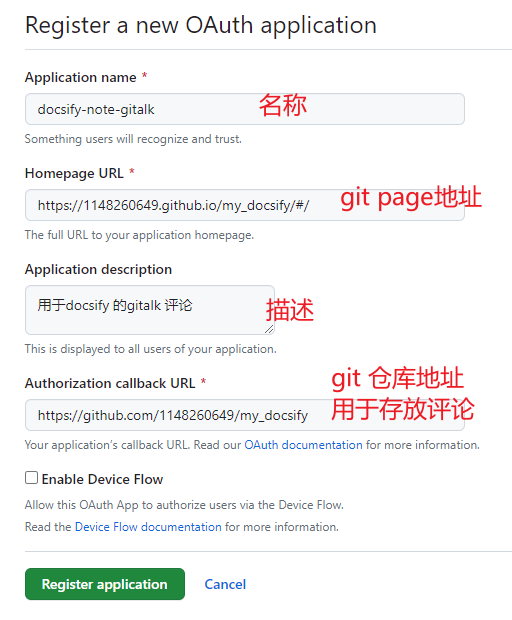 Register a new OAuth application
Application name *
docsify-note-gitalk
名称
Something users will recognize and trust.
Homepage URL *
https://1148260649.github.io/my_docsify/#/
git page地址
The full URL to your application homepage.
Application description
用于docsify 的gitalk 评论
描述
This is displayed to all users of your application.
Authorization callback URL *
git 仓库地址
用于存放评论
https://github.com/1148260649/my_docsify
Your application's callback URL. Read our OAuth documentation for more information.
Enable Device Flow
Allow this OAuth App to authorize users via the Device Flow.
Read the Device Flow documentation for more information.
Register application
Cancel